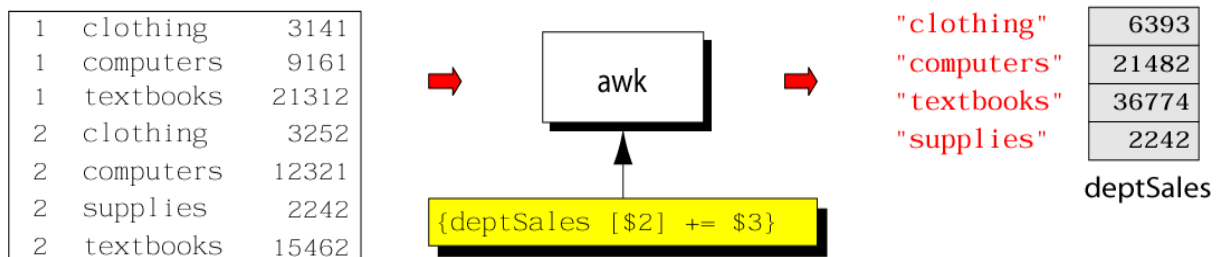 1 clothing 3141
1 computers 9161
1 textbooks 21312
2 clothing 3252
2 computers 12321
2 supplies 2242
2 textbooks 15462
awk
{deptSales [$2] += $3}
"clothing" 6393
"computers" 21482
"textbooks" 36774
"supplies" 2242
deptSales